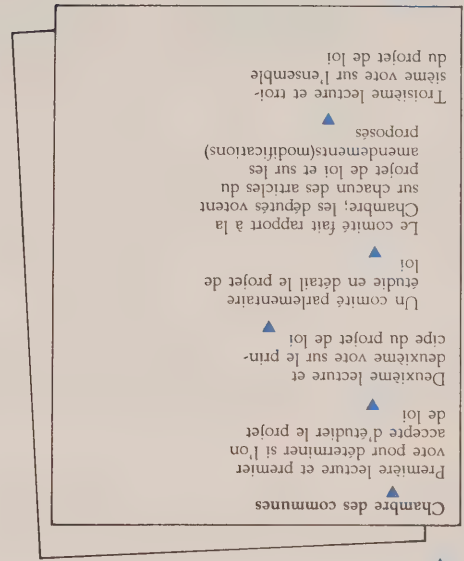 Chambre des communes
Première lecture et premier
vote pour déterminer si l'on
accepte d'étudier le projet
de loi
Deuxième lecture et
deuxième vote sur le prin-
cipe du projet de loi
Un comité parlementaire
étudie en détail le projet de
loi
Le comité fait rapport à la
Chambre; les députés votent
sur chacun des articles du
projet de loi et sur les
amendements(modifications)
proposés
Troisième lecture et troi-
sième vote sur l'ensemble
du projet de loi